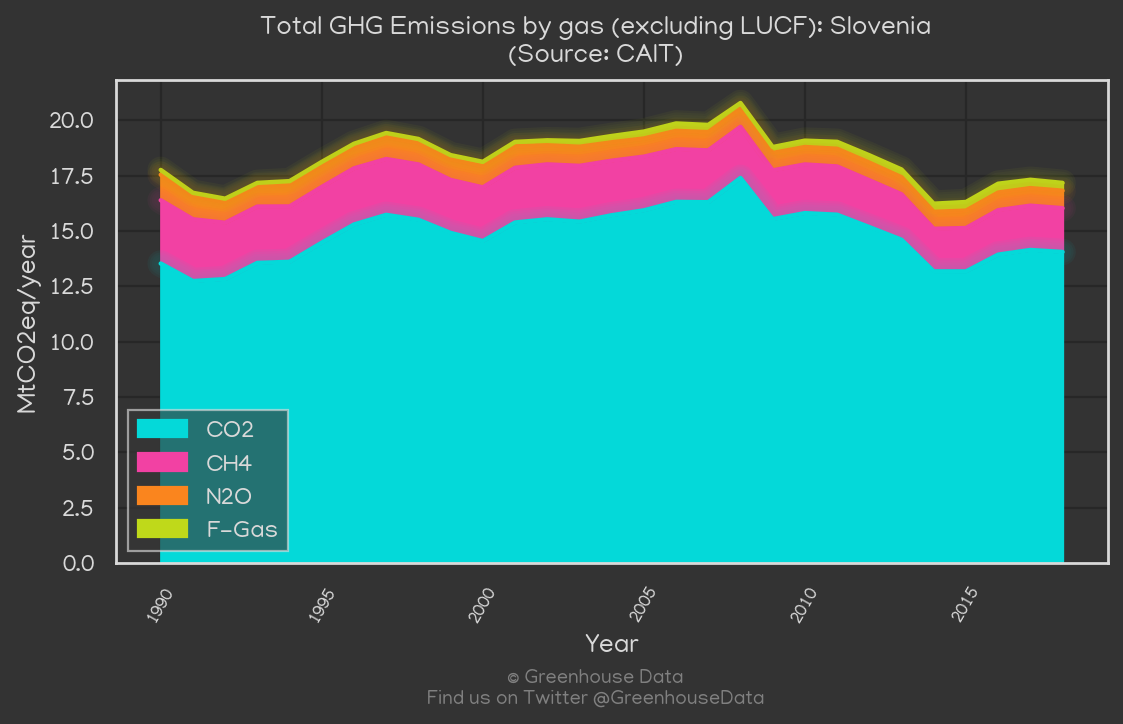 Total GHG Emissions by gas (excluding LUCF): Slovenia
(Source: CAIT)
MtCO2eq/year
20.0
17.5
15.0
12.5
10.0
7.5
5.0
2.5
0.0
CO2
CH4
N2O
F-Gas
1990 1995 2000 2005 2010 2015
Year
© Greenhouse Data
Find us on Twitter @GreenhouseData